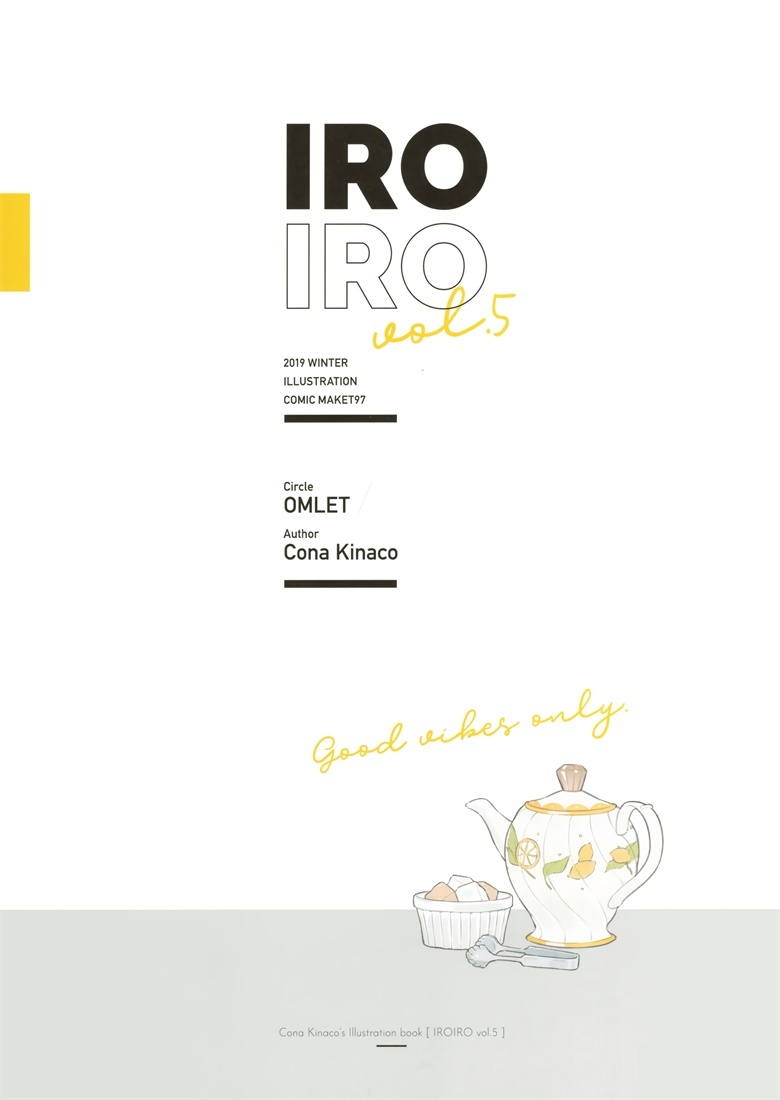 IRO
IRO
vol.5
2019 WINTER
ILLUSTRATION
COMIC MAKET97
Circle
OMLET
Author
Cona Kinaco
Good vibes only.
Cona Kinaco's Illustration book [ IROIRO vol.5 ]